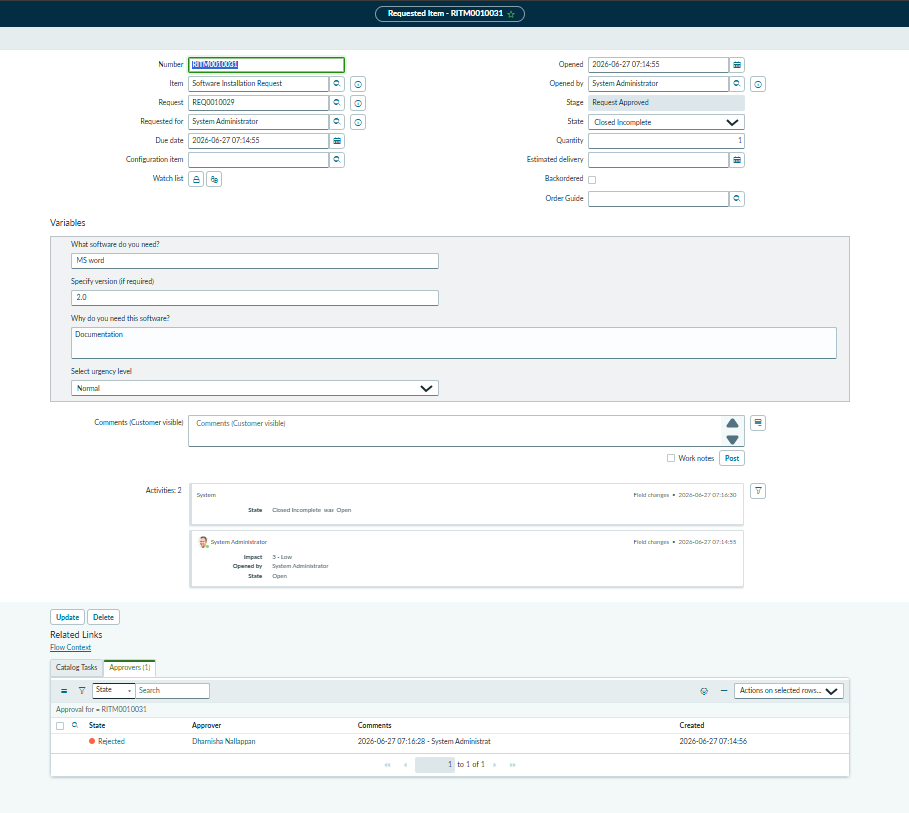 Requested Item - RITM0010031
Number RITM0010031
Item Software Installation Request
Request REQ0010029
Requested for System Administrator
Due date 2026-06-27 07:14:55
Configuration item
Watch list
Opened 2026-06-27 07:14:55
Opened by System Administrator
Stage Request Approved
State Closed Incomplete
Quantity 1
Estimated delivery
Backordered
Order Guide
Variables
What software do you need?
MS word
Specify version (if required)
2.0
Why do you need this software?
Documentation
Select urgency level
Normal
Comments (Customer visible) Comments (Customer visible)
Work notes Post
Activities: 2
System Field changes • 2026-06-27 07:16:30
State Closed Incomplete was Open
System Administrator Field changes • 2026-06-27 07:14:55
Impact 3 - Low
Opened by System Administrator
State Open
Update Delete
Related Links
Flow Context
Catalog Tasks Approvers (1)
State Search Actions on selected rows...
Approval for = RITM0010031
State Approver Comments Created
Rejected Dharnisha Nallappan 2026-06-27 07:16:28 - System Administrat 2026-06-27 07:14:56
1 to 1 of 1